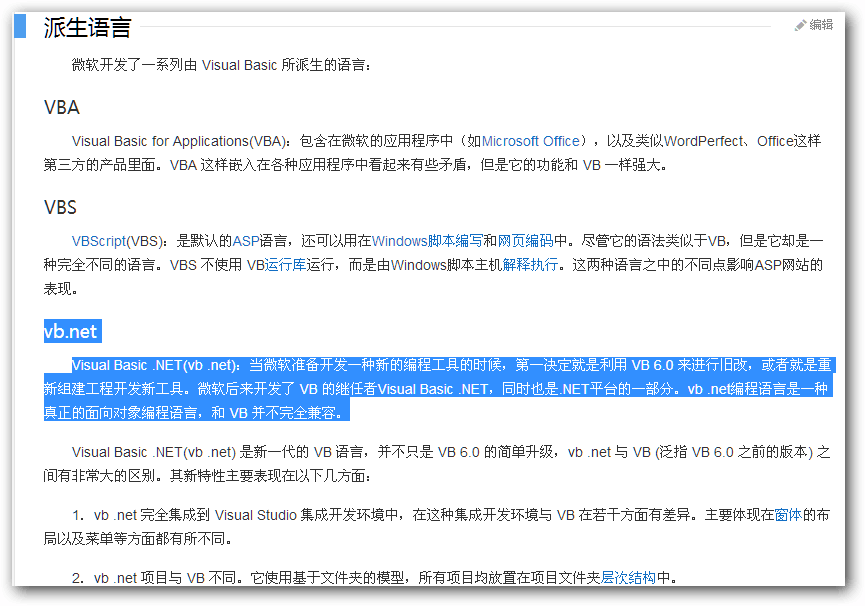 派生语言
编辑
微软开发了一系列由 Visual Basic 所派生的语言：
VBA
Visual Basic for Applications(VBA)：包含在微软的应用程序中（如Microsoft Office），以及类似WordPerfect、Office这样
第三方的产品里面。VBA 这样嵌入在各种应用程序中看起来有些矛盾，但是它的功能和 VB 一样强大。
VBS
VBScript(VBS)：是默认的ASP语言，还可以用在Windows脚本编写和网页编码中。尽管它的语法类似于VB，但是它却是一
种完全不同的语言。VBS 不使用 VB运行库运行，而是由Windows脚本主机解释执行。这两种语言之中的不同点影响ASP网站的
表现。
vb.net
Visual Basic .NET(vb .net)：当微软准备开发一种新的编程工具的时候，第一决定就是利用 VB 6.0 来进行旧改，或者就是重
新组建工程开发新工具。微软后来开发了 VB 的继任者Visual Basic .NET，同时也是.NET平台的一部分。vb .net编程语言是一种
真正的面向对象编程语言，和 VB 并不完全兼容。
Visual Basic .NET(vb .net) 是新一代的 VB 语言，并不只是 VB 6.0 的简单升级，vb .net 与 VB (泛指 VB 6.0 之前的版本) 之
间有非常大的区别。其新特性主要表现在以下几方面：
1．vb .net 完全集成到 Visual Studio 集成开发环境中，在这种集成开发环境与 VB 在若干方面有差异。主要体现在窗体的布
局以及菜单等方面都有所不同。
2．vb .net 项目与 VB 不同。它使用基于文件夹的模型，所有项目均放置在项目文件夹层次结构中。